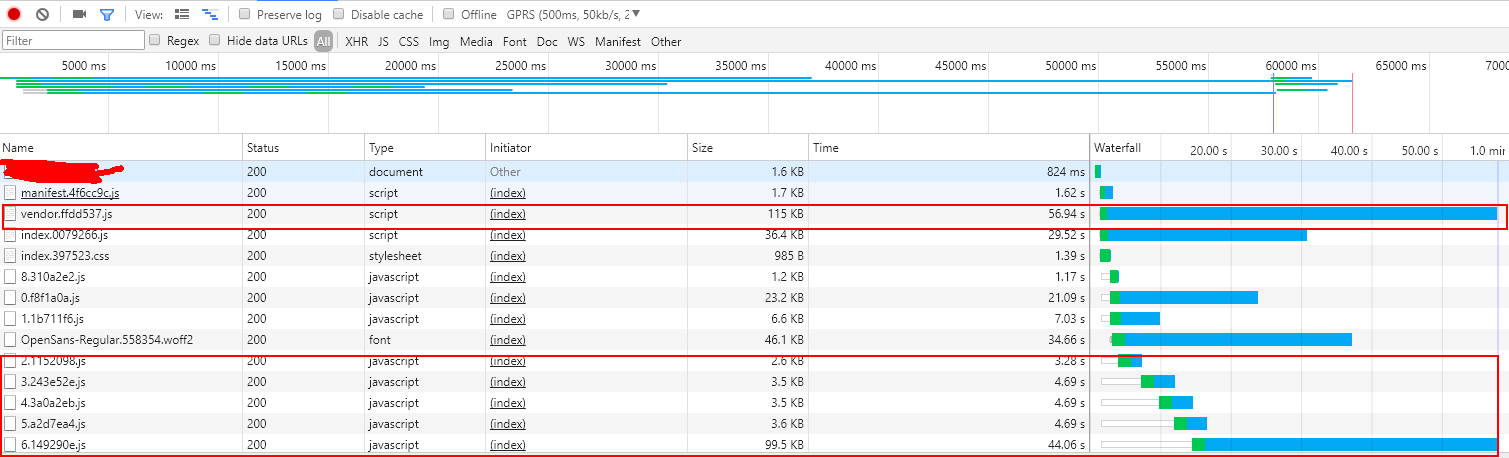 View: Preserve log Disable cache Offline GPRS (500ms, 50kb/s, 2
Filter Regex Hide data URLs All XHR JS CSS Img Media Font Doc WS Manifest Other
5000 ms 10000 ms 15000 ms 20000 ms 25000 ms 30000 ms 35000 ms 40000 ms 45000 ms 50000 ms 55000 ms 60000 ms 65000 ms 7000
Name Status Type Initiator Size Time Waterfall 20.00 s 30.00 s 40.00 s 50.00 s 1.0 min
200 document Other 1.6 KB 824 ms
manifest.4f6cc9c.js 200 script (index) 1.7 KB 1.62 s
vendor.ffdd537.js 200 script (index) 115 KB 56.94 s
index.0079266.js 200 script (index) 36.4 KB 29.52 s
index.397523.css 200 stylesheet (index) 985 B 1.39 s
8.310a2e2.js 200 javascript (index) 1.2 KB 1.17 s
0.f8f1a0a.js 200 javascript (index) 23.2 KB 21.09 s
1.1b711f6.js 200 javascript (index) 6.6 KB 7.03 s
OpenSans-Regular.558354.woff2 200 font (index) 46.1 KB 34.66 s
2.1152098.js 200 javascript (index) 2.6 KB 3.28 s
3.243e52e.js 200 javascript (index) 3.5 KB 4.69 s
4.3a0a2eb.js 200 javascript (index) 3.5 KB 4.69 s
5.a2d7ea4.js 200 javascript (index) 3.6 KB 4.69 s
6.149290e.js 200 javascript (index) 99.5 KB 44.06 s